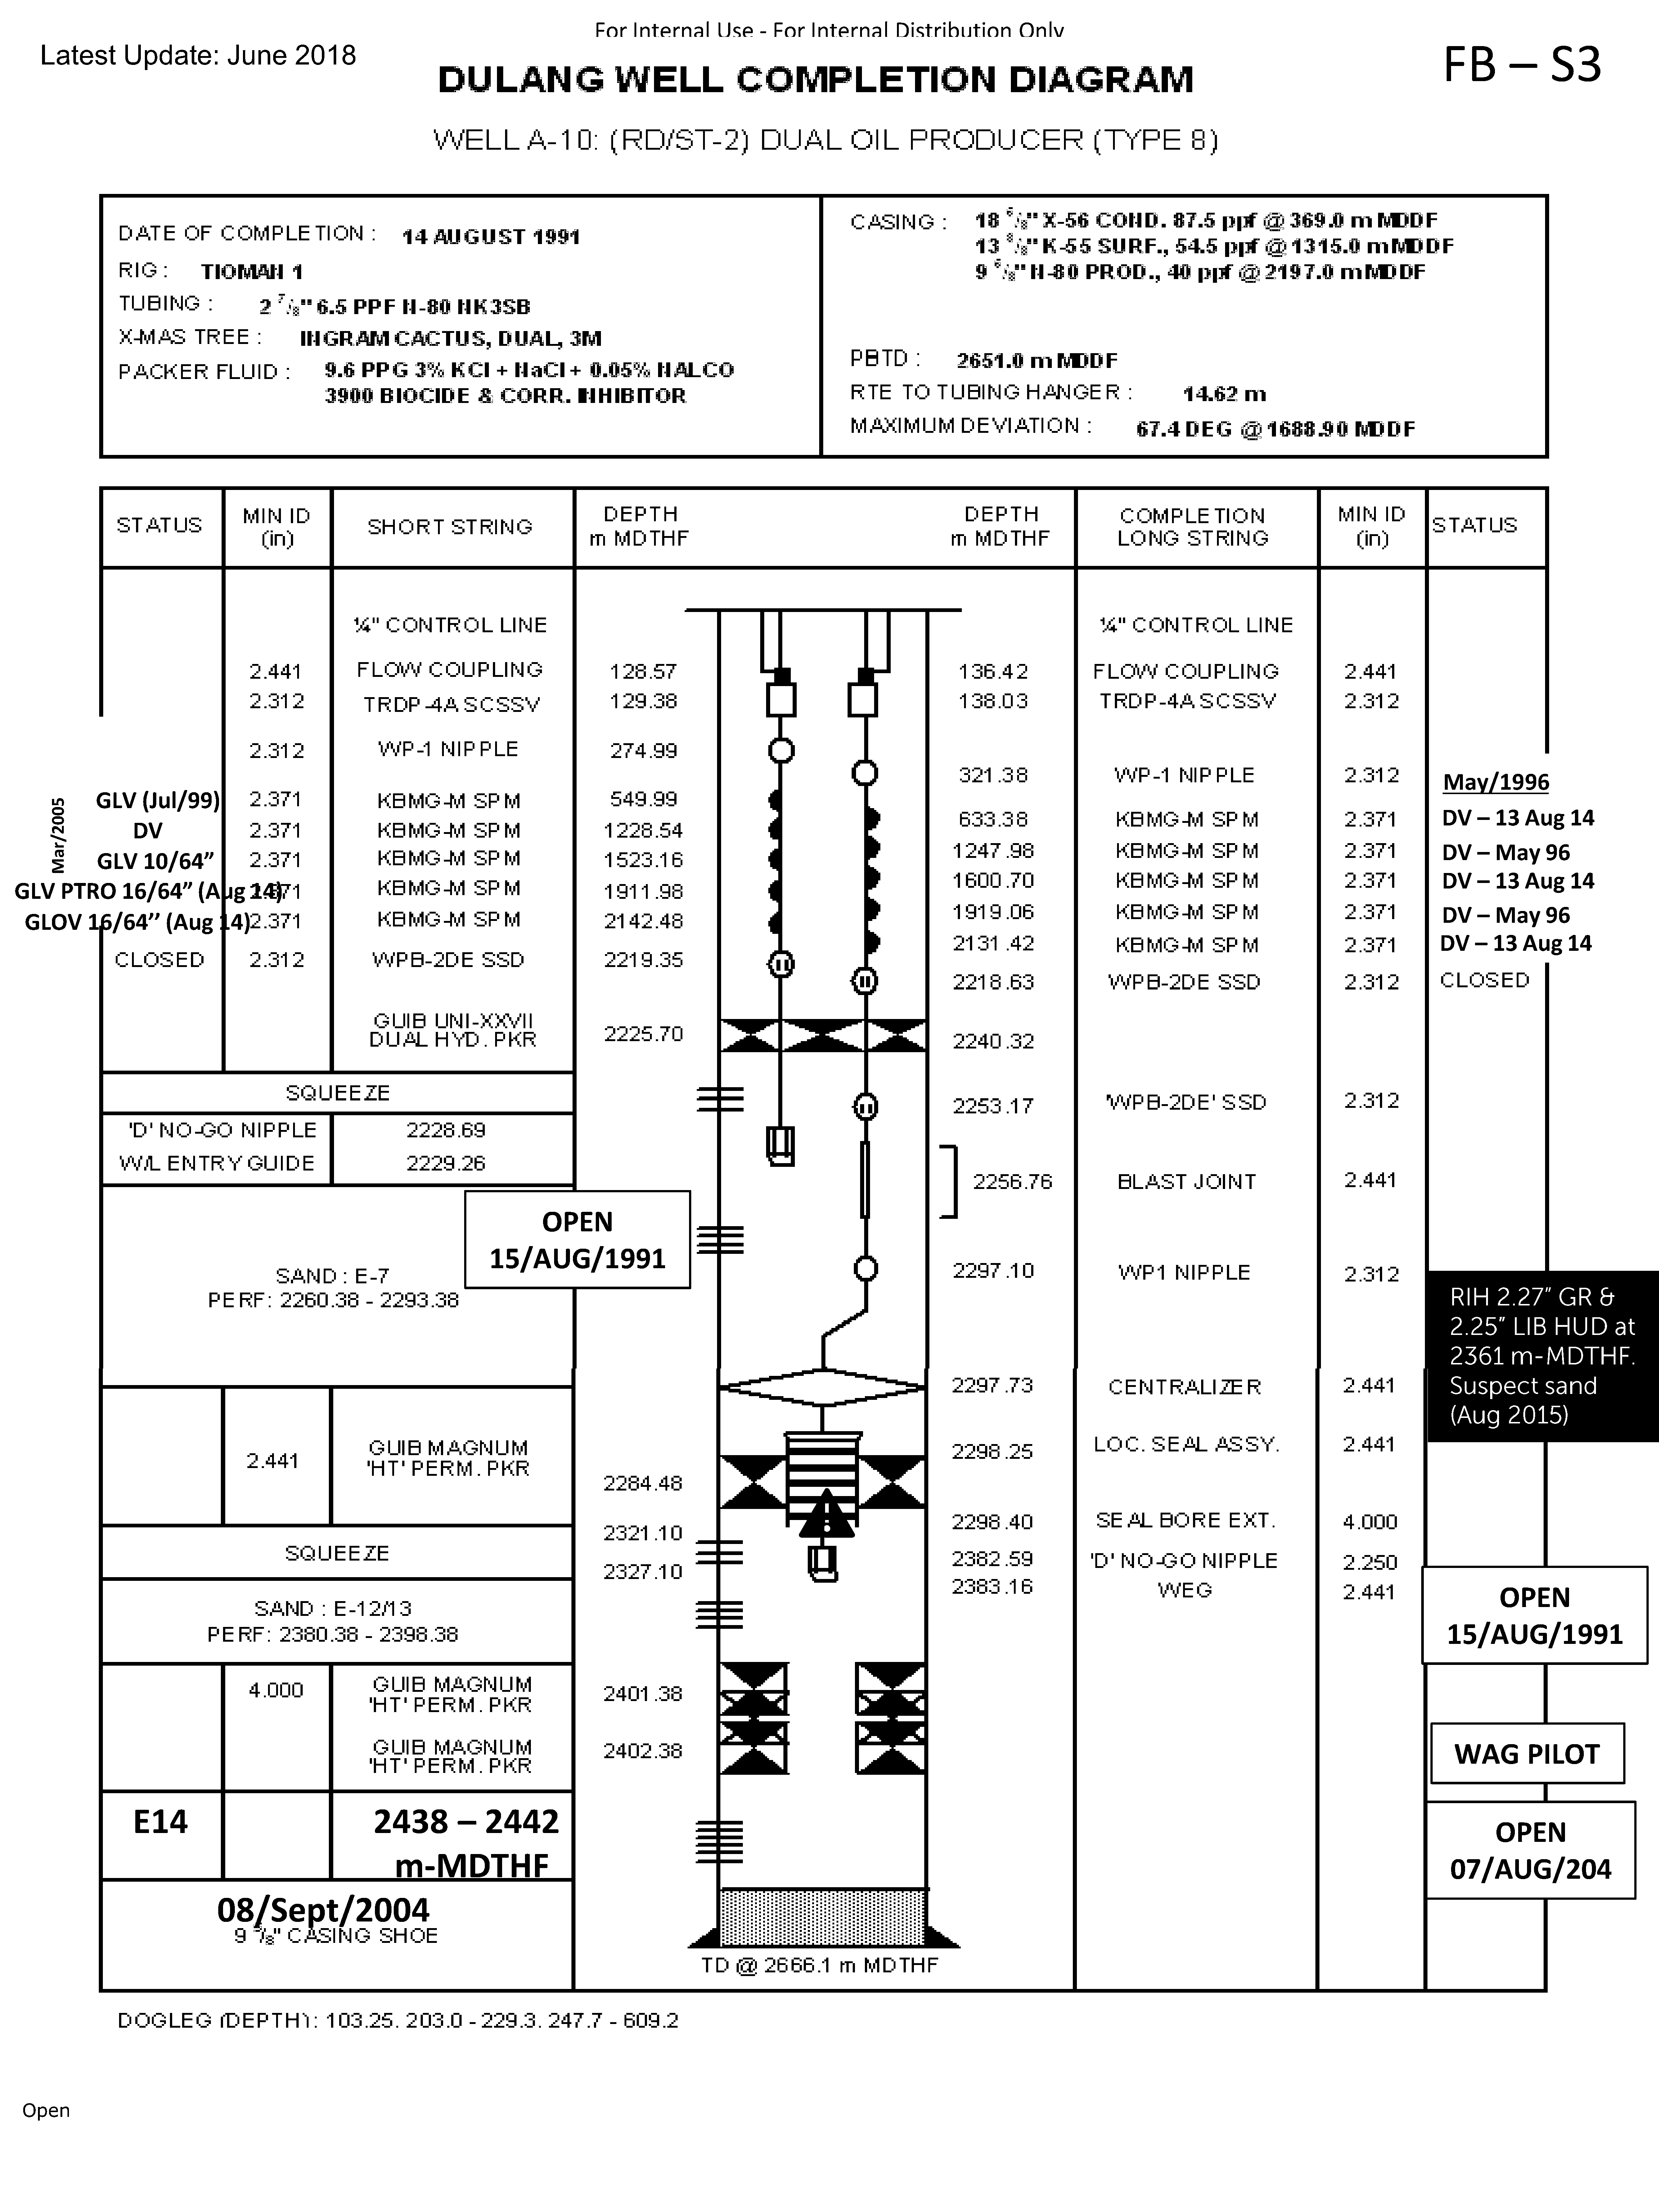 For Internal Use - For Internal Distribution Only
Latest Update: June 2018
FB – S3
DULANG WELL COMPLETION DIAGRAM
WELL A-10: (RD/ST-2) DUAL OIL PRODUCER (TYPE 8)
DATE OF COMPLETION : 14 AUGUST 1991
RIG : TIOMAN 1
TUBING : 2 7/8" 6.5 PPF N-80 NK3SB
X-MAS TREE : INGRAM CACTUS, DUAL, 3M
PACKER FLUID : 9.6 PPG 3% KCl + NaCl + 0.05% NALCO
3900 BIOCIDE & CORR. INHIBITOR
CASING : 18 5/8" X-56 COND. 87.5 ppf @ 369.0 m MDDF
13 3/8" K-55 SURF., 54.5 ppf @ 1315.0 m MDDF
9 5/8" N-80 PROD., 40 ppf @ 2197.0 m MDDF
PBTD : 2651.0 m MDDF
RTE TO TUBING HANGER : 14.62 m
MAXIMUM DEVIATION : 67.4 DEG @ 1688.90 MDDF
STATUS MIN ID (in) SHORT STRING DEPTH m MDTHF DEPTH m MDTHF COMPLETION LONG STRING MIN ID (in) STATUS
¼" CONTROL LINE ¼" CONTROL LINE
2.441 FLOW COUPLING 128.57 136.42 FLOW COUPLING 2.441
2.312 TRDP-4A SCSSV 129.38 138.03 TRDP-4A SCSSV 2.312
2.312 WP-1 NIPPLE 274.99
321.38 WP-1 NIPPLE 2.312 May/1996
Mar/2005
GLV (Jul/99) 2.371 KBMG-M SPM 549.99
633.38 KBMG-M SPM 2.371 DV – 13 Aug 14
DV 2.371 KBMG-M SPM 1228.54
1247.98 KBMG-M SPM 2.371 DV – May 96
GLV 10/64” 2.371 KBMG-M SPM 1523.16
1600.70 KBMG-M SPM 2.371 DV – 13 Aug 14
GLV PTRO 16/64” (Aug 14) 2.371 KBMG-M SPM 1911.98
1919.06 KBMG-M SPM 2.371 DV – May 96
GLOV 16/64’’ (Aug 14) 2.371 KBMG-M SPM 2142.48
2131.42 KBMG-M SPM 2.371 DV – 13 Aug 14
CLOSED 2.312 WPB-2DE SSD 2219.35
2218.63 WPB-2DE SSD 2.312 CLOSED
GUIB UNI-XXVII
DUAL HYD. PKR 2225.70 2240.32
SQUEEZE
2253.17 'WPB-2DE' SSD 2.312
'D' NO-GO NIPPLE 2228.69
W/L ENTRY GUIDE 2229.26
2256.76 BLAST JOINT 2.441
OPEN
15/AUG/1991
SAND : E-7
PERF: 2260.38 - 2293.38
2297.10 WP1 NIPPLE 2.312
RIH 2.27” GR &
2.25” LIB HUD at
2361 m-MDTHF.
Suspect sand
(Aug 2015)
2297.73 CENTRALIZER 2.441
2.441 GUIB MAGNUM
'HT' PERM. PKR 2284.48
2298.25 LOC. SEAL ASSY. 2.441
2298.40 SEAL BORE EXT. 4.000
SQUEEZE 2321.10
2327.10
2382.59 'D' NO-GO NIPPLE 2.250
2383.16 WEG 2.441
OPEN
15/AUG/1991
SAND : E-12/13
PERF: 2380.38 - 2398.38
4.000 GUIB MAGNUM
'HT' PERM. PKR 2401.38
GUIB MAGNUM
'HT' PERM. PKR 2402.38
WAG PILOT
E14 2438 – 2442
m-MDTHF
OPEN
07/AUG/204
08/Sept/2004
9 5/8" CASING SHOE
TD @ 2666.1 m MDTHF
DOGLEG (DEPTH): 103.25. 203.0 - 229.3. 247.7 - 609.2
Open